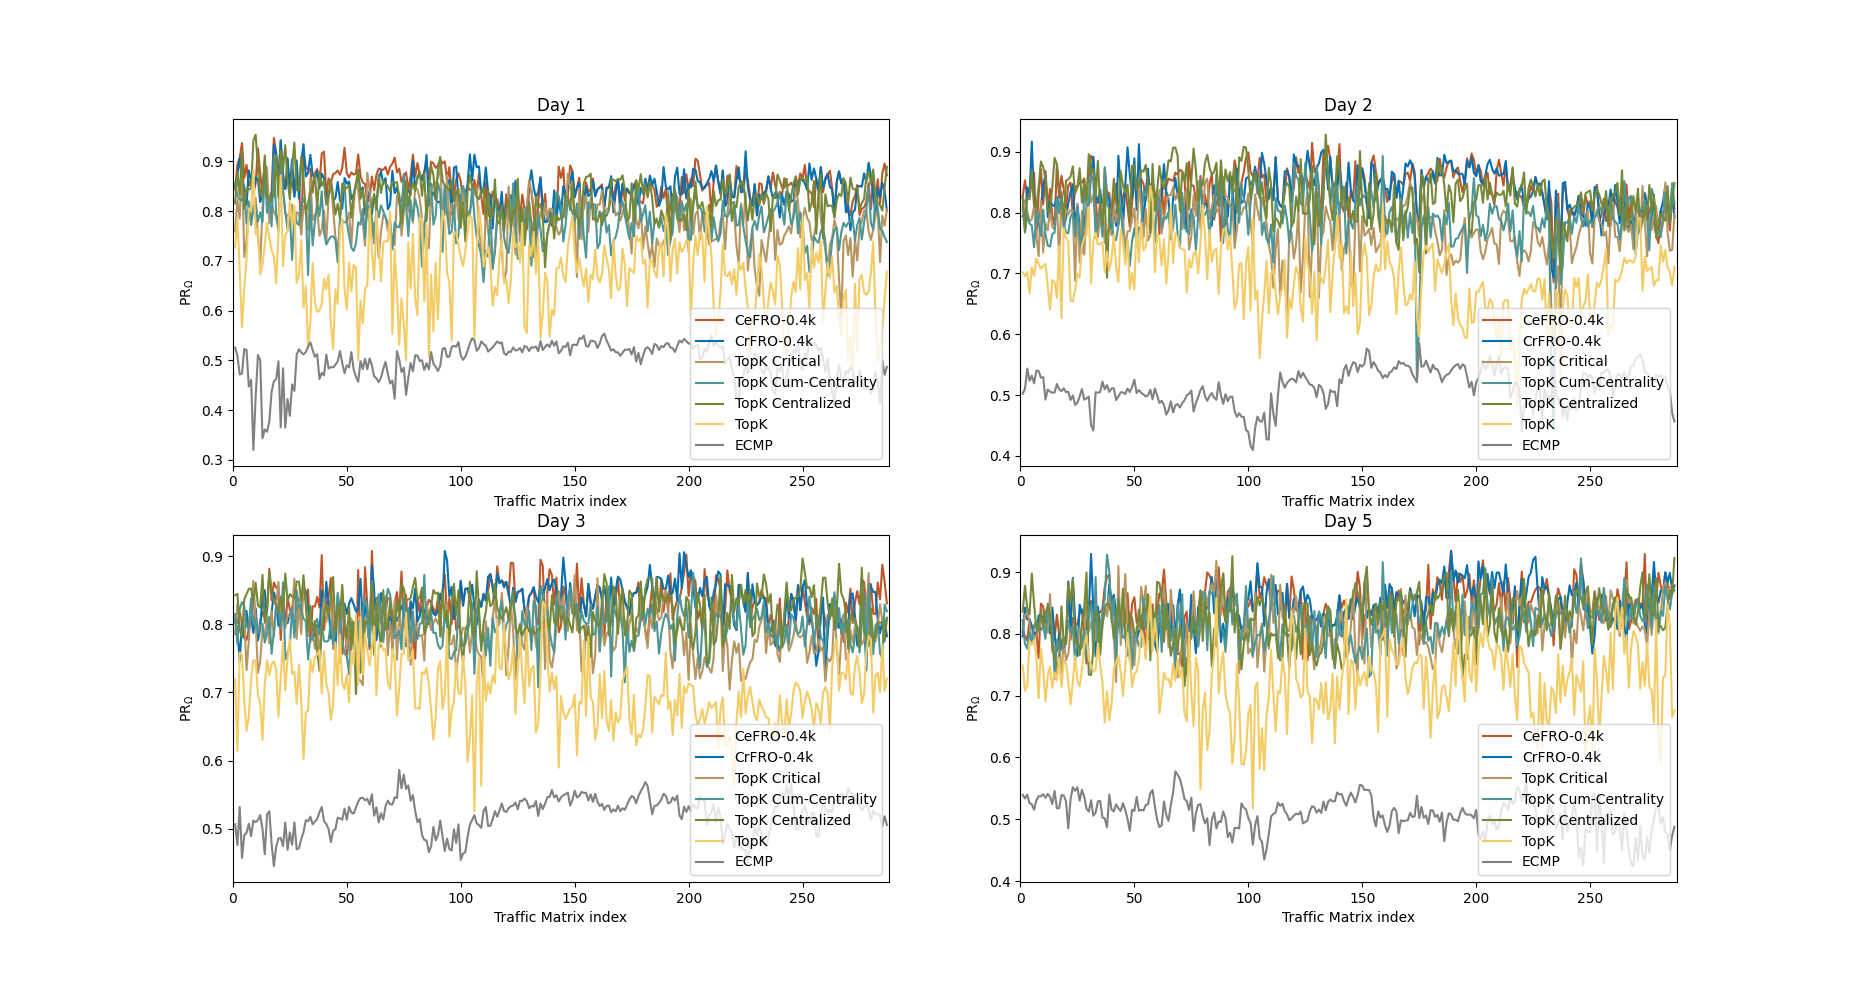 Day 1
PRΩ
0.9
0.8
0.7
0.6
0.5
0.4
0.3
0 50 100 150 200 250
Traffic Matrix index
CeFRO-0.4k
CrFRO-0.4k
TopK Critical
TopK Cum-Centrality
TopK Centralized
TopK
ECMP
Day 2
PRΩ
0.9
0.8
0.7
0.6
0.5
0.4
0 50 100 150 200 250
Traffic Matrix index
CeFRO-0.4k
CrFRO-0.4k
TopK Critical
TopK Cum-Centrality
TopK Centralized
TopK
ECMP
Day 3
PRΩ
0.9
0.8
0.7
0.6
0.5
0 50 100 150 200 250
Traffic Matrix index
CeFRO-0.4k
CrFRO-0.4k
TopK Critical
TopK Cum-Centrality
TopK Centralized
TopK
ECMP
Day 5
PRΩ
0.9
0.8
0.7
0.6
0.5
0.4
0 50 100 150 200 250
Traffic Matrix index
CeFRO-0.4k
CrFRO-0.4k
TopK Critical
TopK Cum-Centrality
TopK Centralized
TopK
ECMP